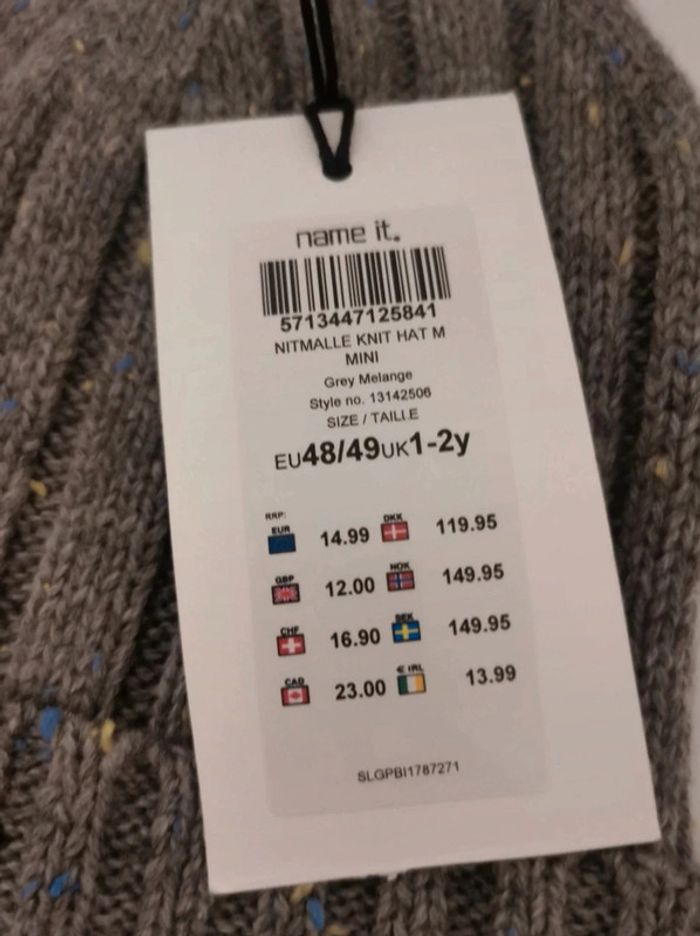 name it.
5713447125841
NITMALLE KNIT HAT M
MINI
Grey Melange
Style no. 13142506
SIZE / TAILLE
EU48/49UK1-2y
RRP:
EUR 14.99 DKK 119.95
GBP 12.00 NOK 149.95
CHF 16.90 SEK 149.95
CAD 23.00 € IRL 13.99
SLGPBI1787271